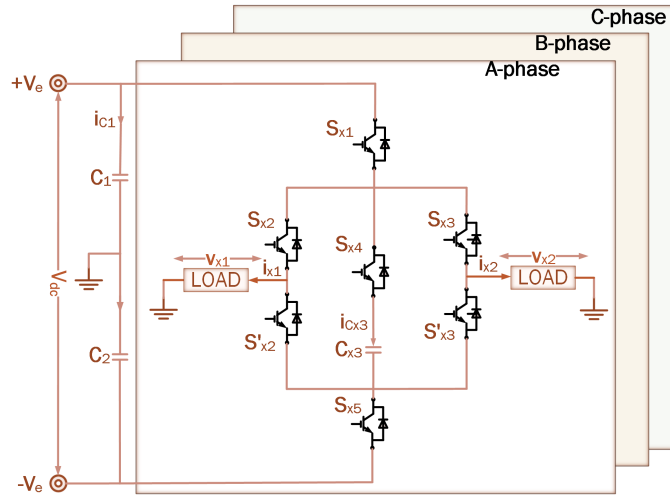 C-phase
B-phase
A-phase
+Ve
iC1
Sx1
C1
Sx2
Sx3
Sx4
vx1
vx2
ix1
ix2
LOAD
LOAD
Vdc
iCx3
S'x2
S'x3
C2
Cx3
Sx5
-Ve